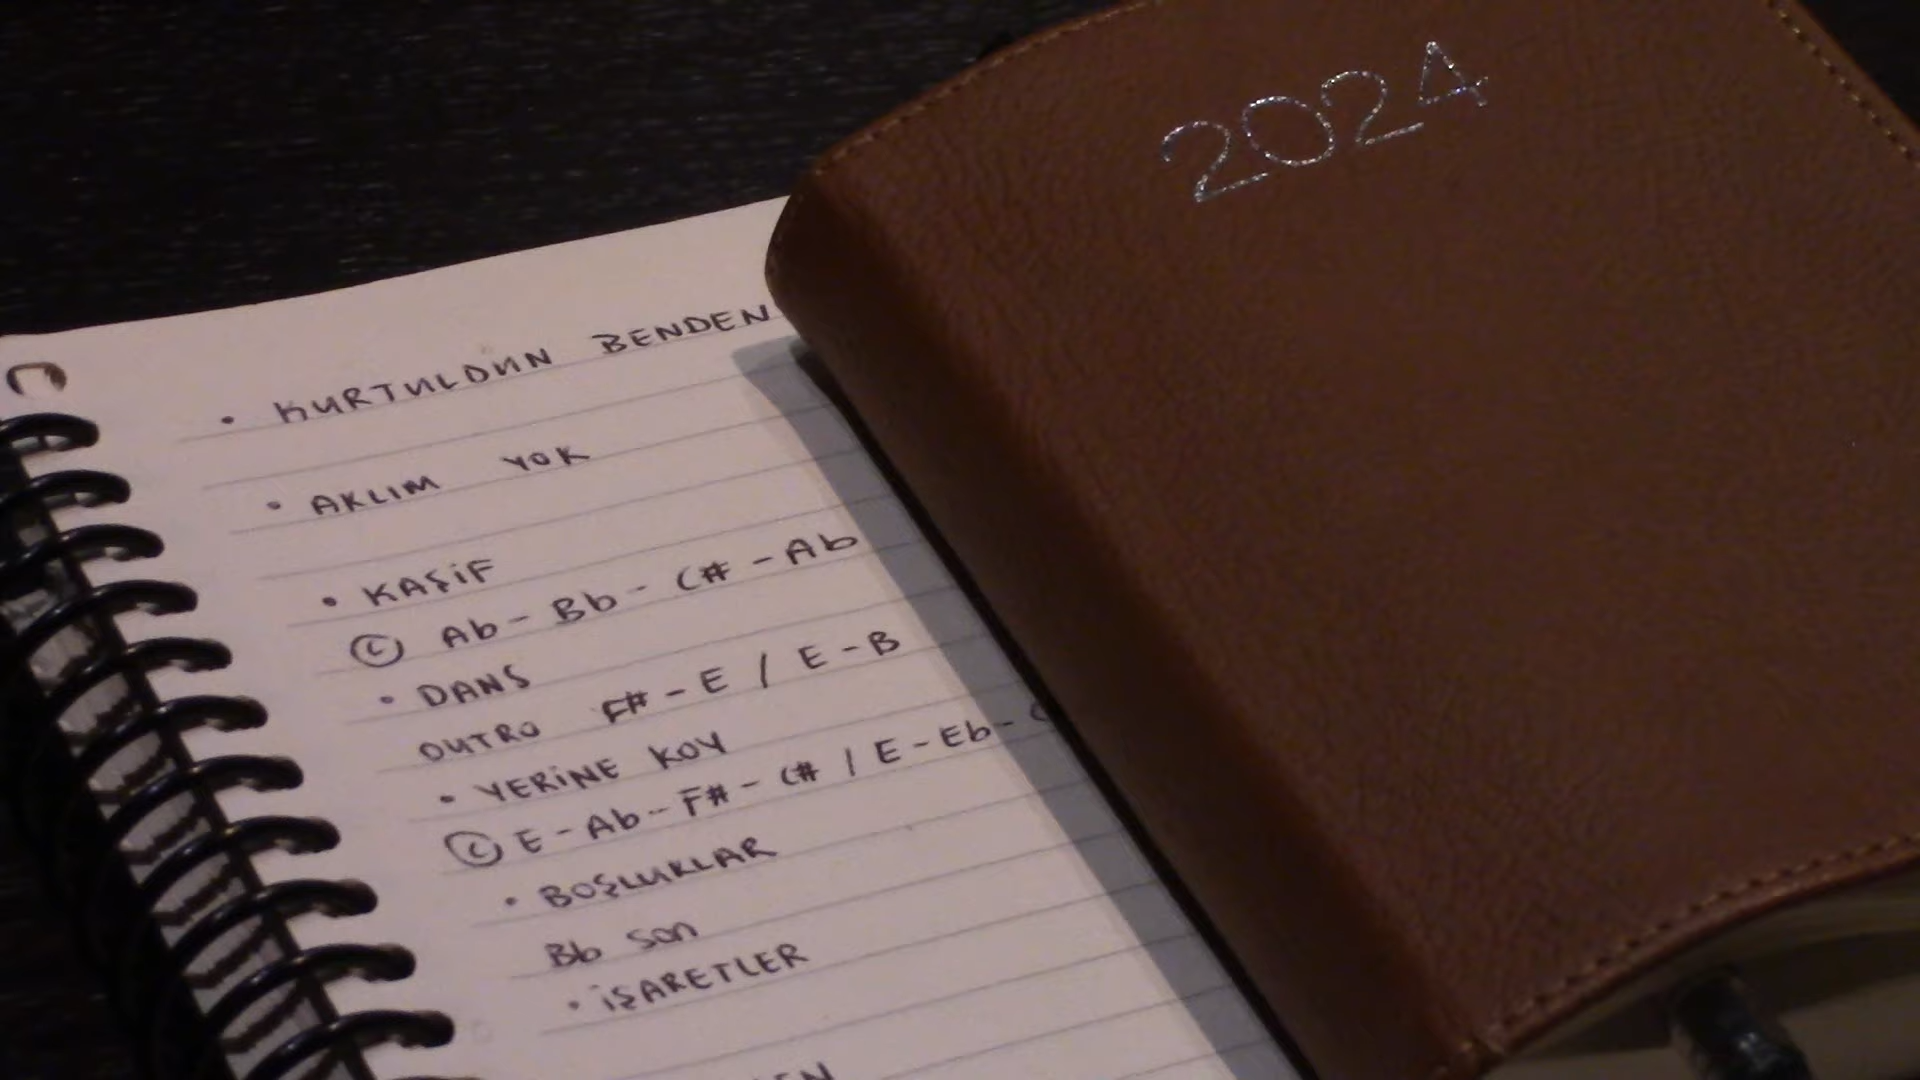 2024
• KURTULDUN BENDEN
• AKLIM YOK
• KAŞİF
Ⓒ Ab - Bb - C# - Ab
• DANS
OUTRO F# - E / E - B
• YERİNE KOY
Ⓒ E - Ab - F# - C# / E - Eb -
• BOŞLUKLAR
Bb son
• İŞARETLER